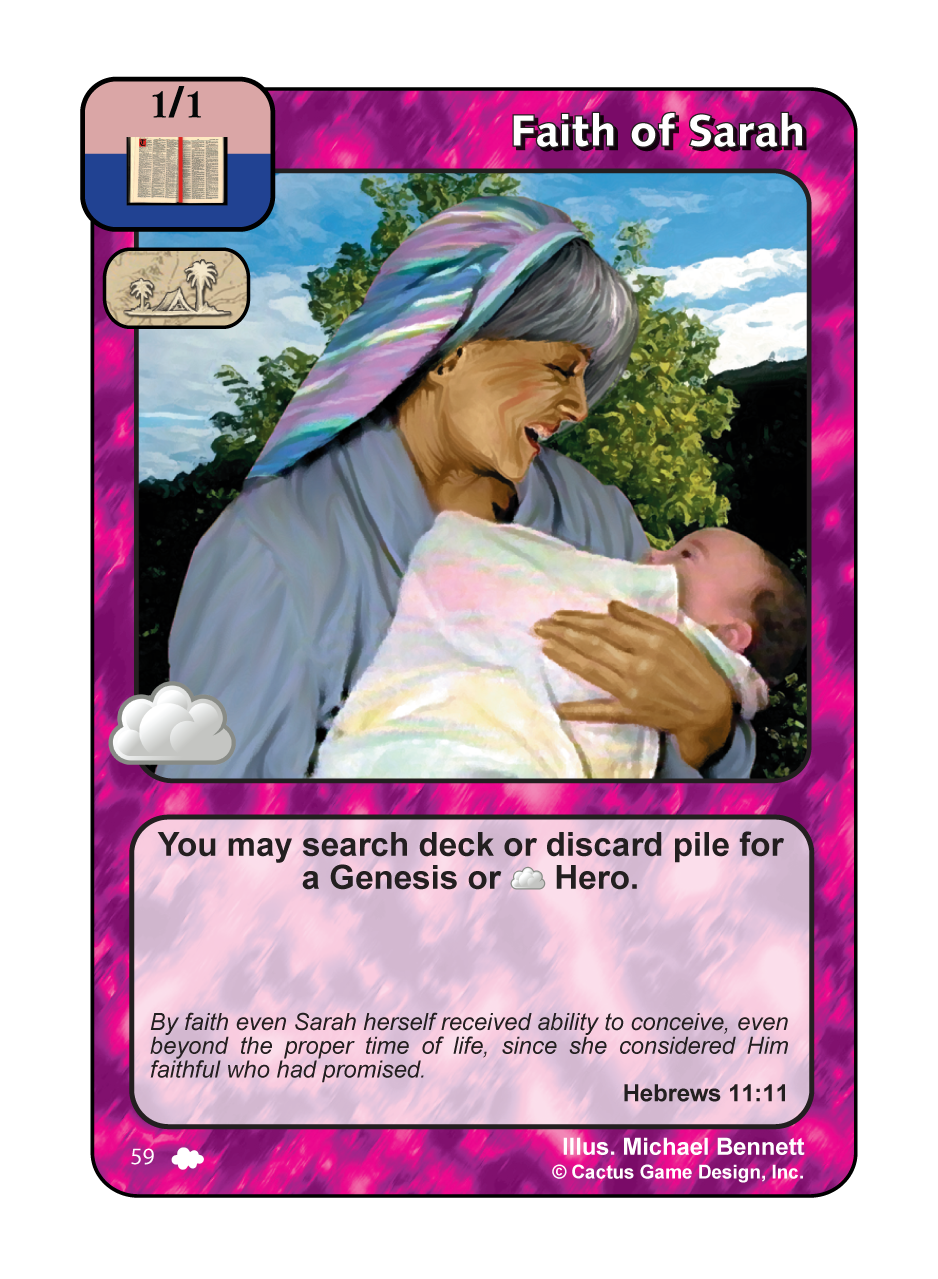 1/1
Faith of Sarah
You may search deck or discard pile for
a Genesis or Hero.
By faith even Sarah herself received ability to conceive, even
beyond the proper time of life, since she considered Him
faithful who had promised.
Hebrews 11:11
59
Illus. Michael Bennett
© Cactus Game Design, Inc.